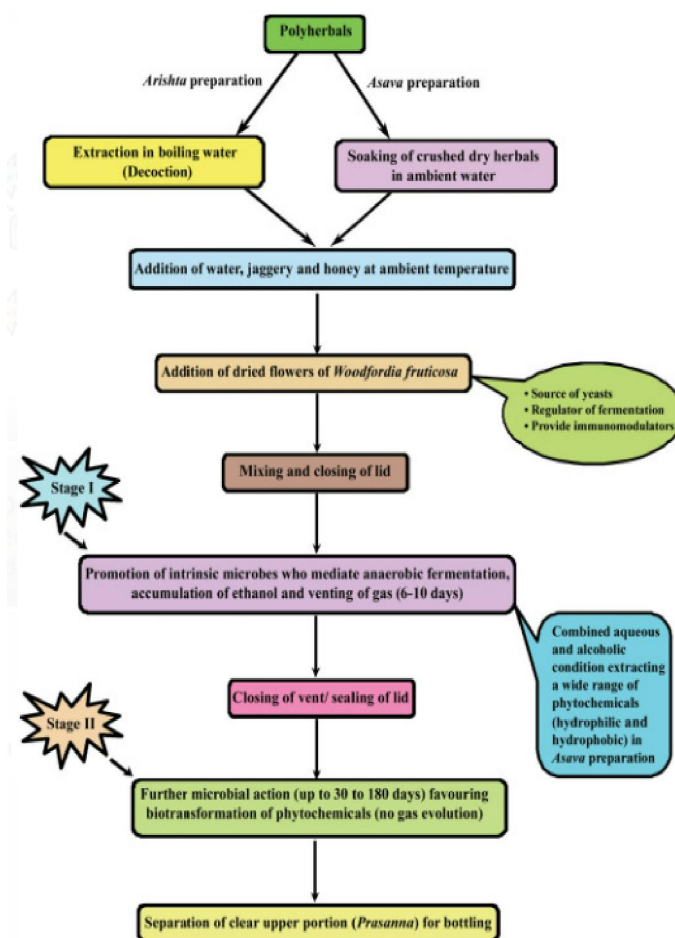 Polyherbals
Arishta preparation
Asava preparation
Extraction in boiling water
(Decoction)
Soaking of crushed dry herbals
in ambient water
Addition of water, jaggery and honey at ambient temperature
Addition of dried flowers of Woodfordia fruticosa
• Source of yeasts
• Regulator of fermentation
• Provide immunomodulators
Mixing and closing of lid
Stage I
Promotion of intrinsic microbes who mediate anaerobic fermentation,
accumulation of ethanol and venting of gas (6-10 days)
Combined aqueous
and alcoholic
condition extracting
a wide range of
phytochemicals
(hydrophilic and
hydrophobic) in
Asava preparation
Closing of vent/ sealing of lid
Stage II
Further microbial action (up to 30 to 180 days) favouring
biotransformation of phytochemicals (no gas evolution)
Separation of clear upper portion (Prasanna) for bottling